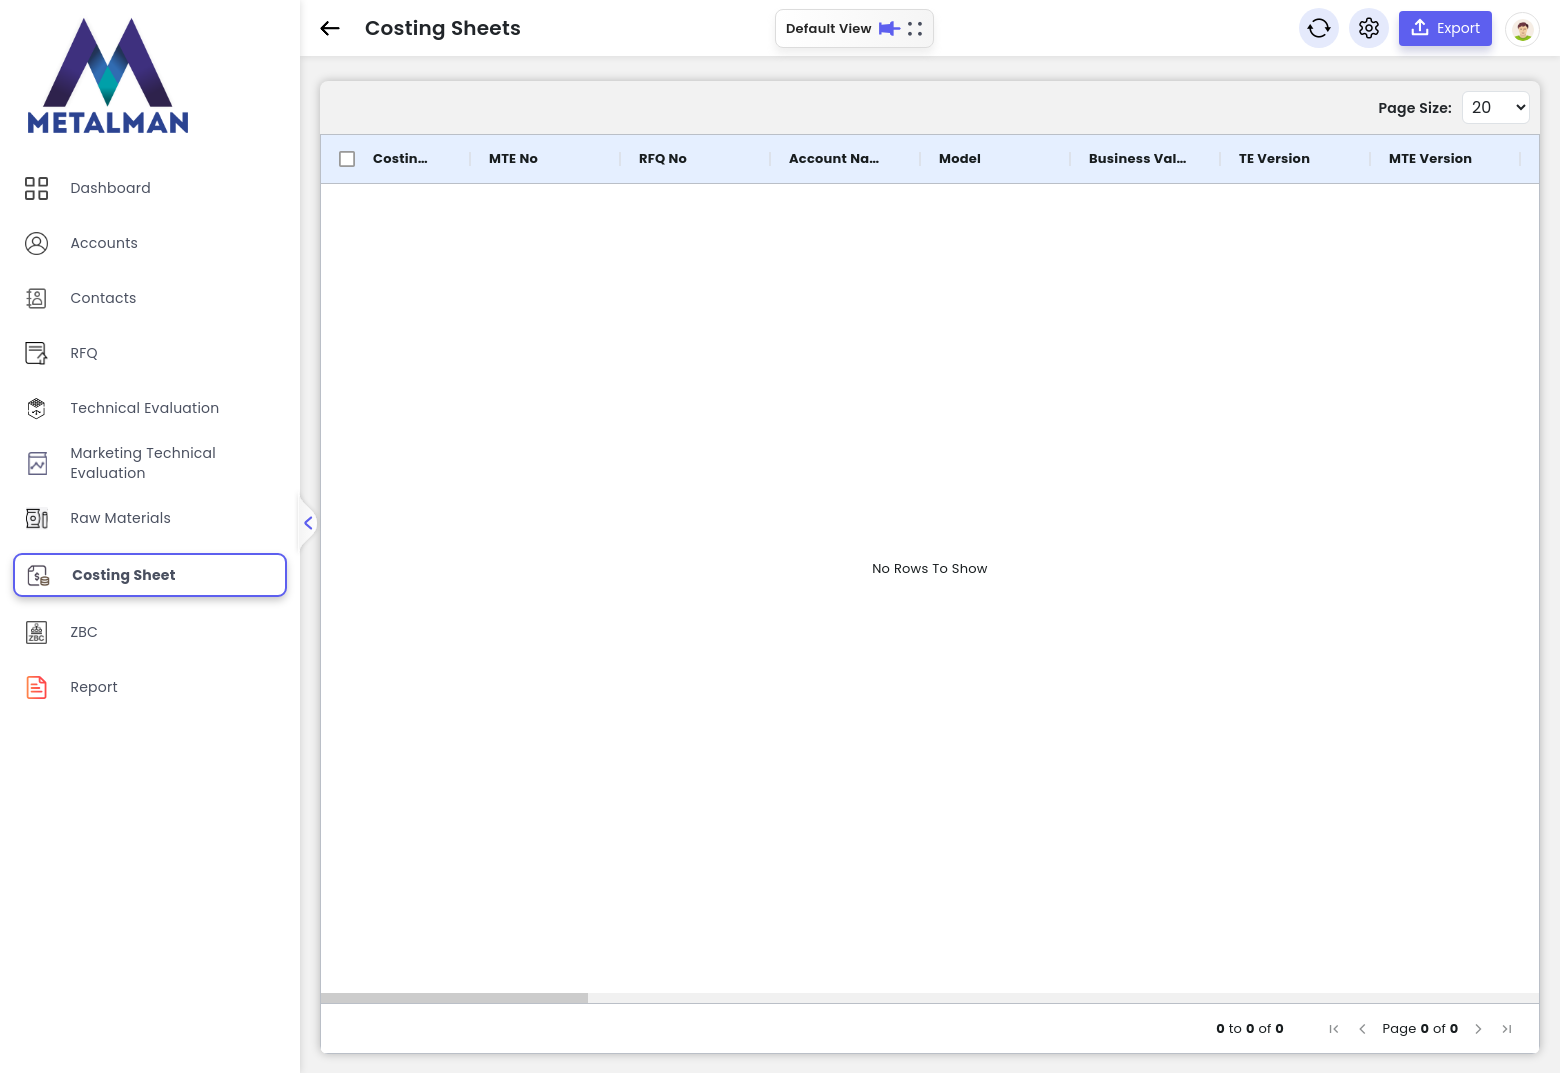 METALMAN
Dashboard
Accounts
Contacts
RFQ
Technical Evaluation
Marketing Technical
Evaluation
Raw Materials
Costing Sheet
ZBC
Report
Costing Sheets
Default View
Export
Page Size: 20
Costin... MTE No RFQ No Account Na... Model Business Val... TE Version MTE Version
No Rows To Show
0 to 0 of 0 Page 0 of 0